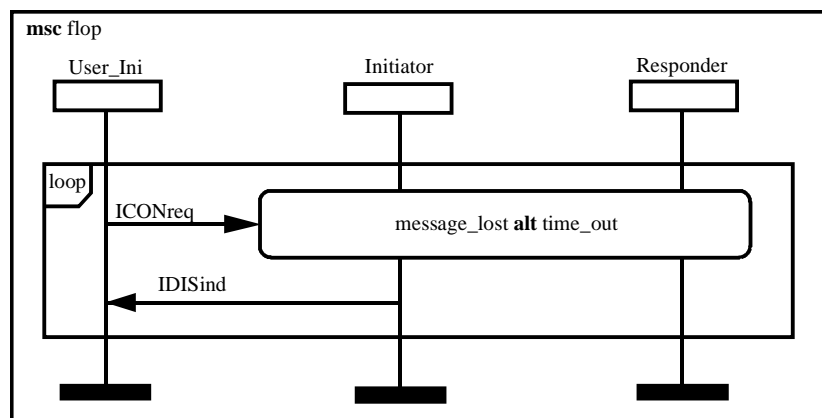 msc flop
User_Ini Initiator Responder
loop
ICONreq
message_lost alt time_out
IDISind